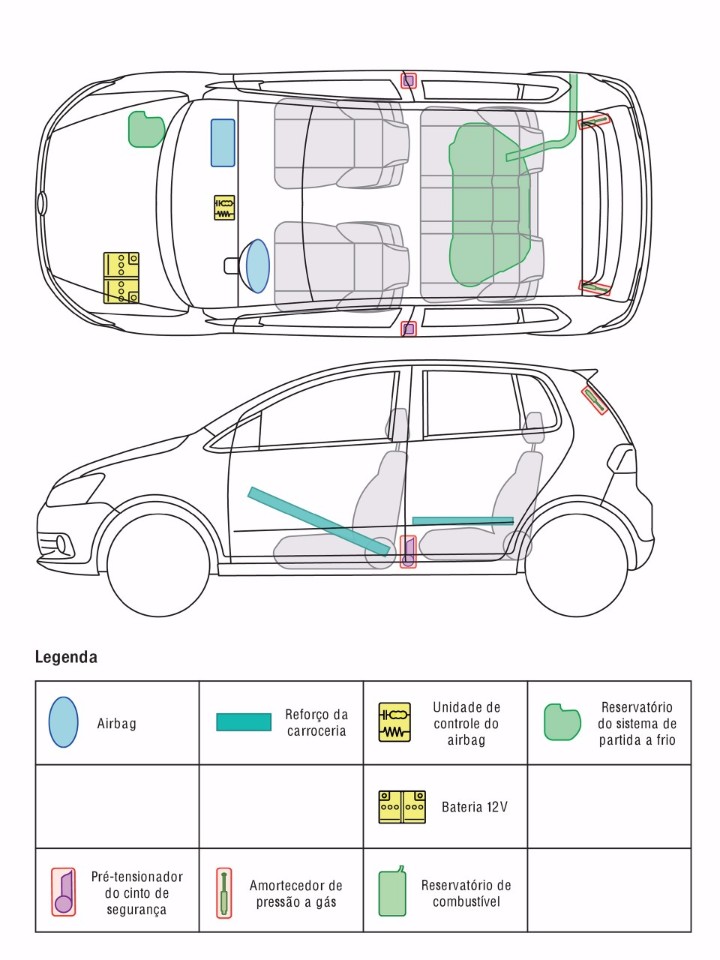 Legenda
Airbag
Reforço da
carroceria
Unidade de
controle do
airbag
Reservatório
do sistema de
partida a frio
Bateria 12V
Pré-tensionador
do cinto de
segurança
Amortecedor de
pressão a gás
Reservatório de
combustível